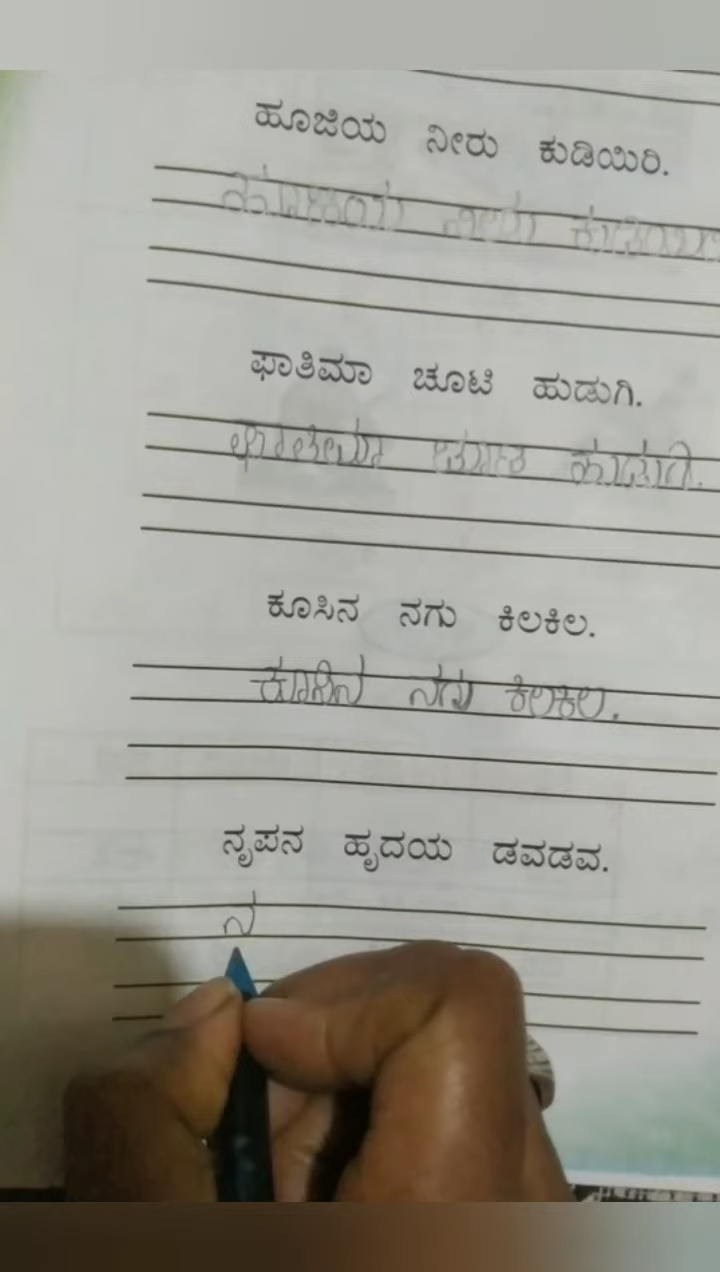 ಹೂಜಿಯ ನೀರು ಕುಡಿಯಿರಿ.
ಹೂಜಿಯ ನೀರು ಕುಡಿಯಿರಿ
ಫಾತಿಮಾ ಚೂಟಿ ಹುಡುಗಿ.
ಫಾತಿಮಾ ಚೂಟಿ ಹುಡುಗಿ.
ಕೂಸಿನ ನಗು ಕಿಲಕಿಲ.
ಕೂಸಿನ ನಗು ಕಿಲಕಿಲ.
ನೃಪನ ಹೃದಯ ಡವಡವ.
ನ